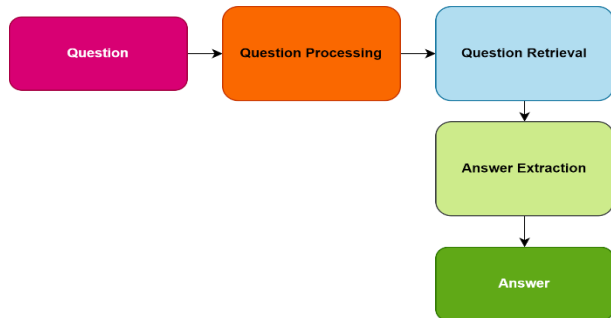 Question
Question Processing
Question Retrieval
Answer Extraction
Answer